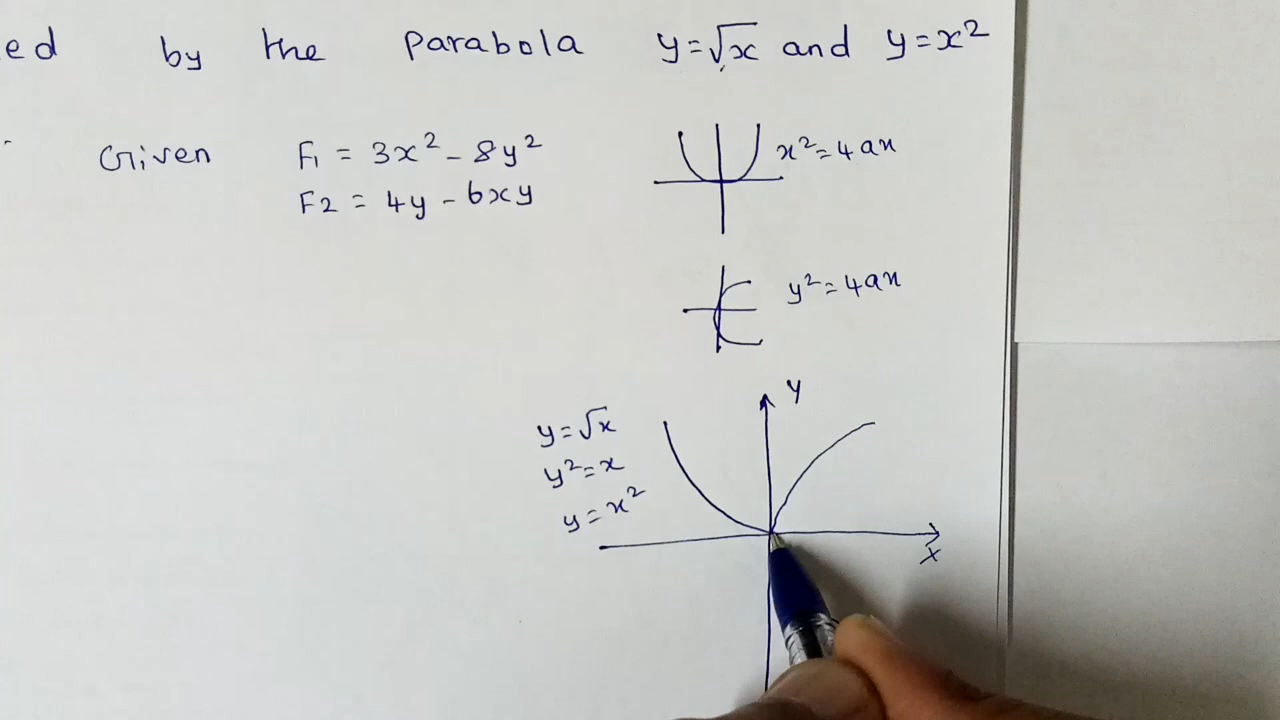 ed by the parabola y=√x and y=x²
Given F1 = 3x² - 8y²
F2 = 4y - 6xy
x²=4ax
y²=4ax
y
y=√x
y²=x
y=x²
x